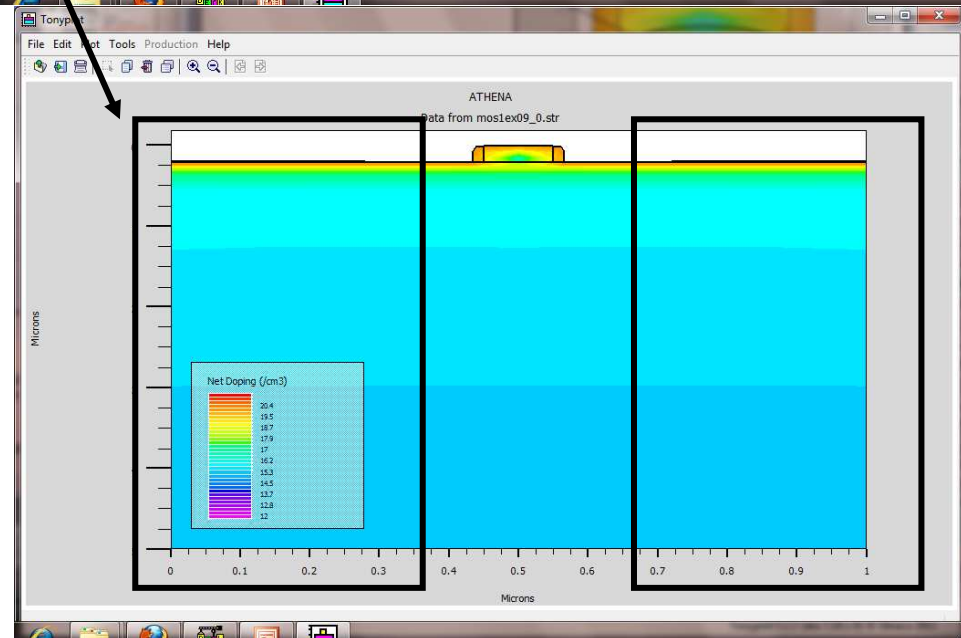 Tonyplot
File Edit Plot Tools Production Help
ATHENA
Data from mos1ex09_0.str
Microns
Net Doping (/cm3)
20.4
19.5
18.7
17.9
17
16.2
15.3
14.5
13.7
12.8
12
0 0.1 0.2 0.3 0.4 0.5 0.6 0.7 0.8 0.9 1
Microns